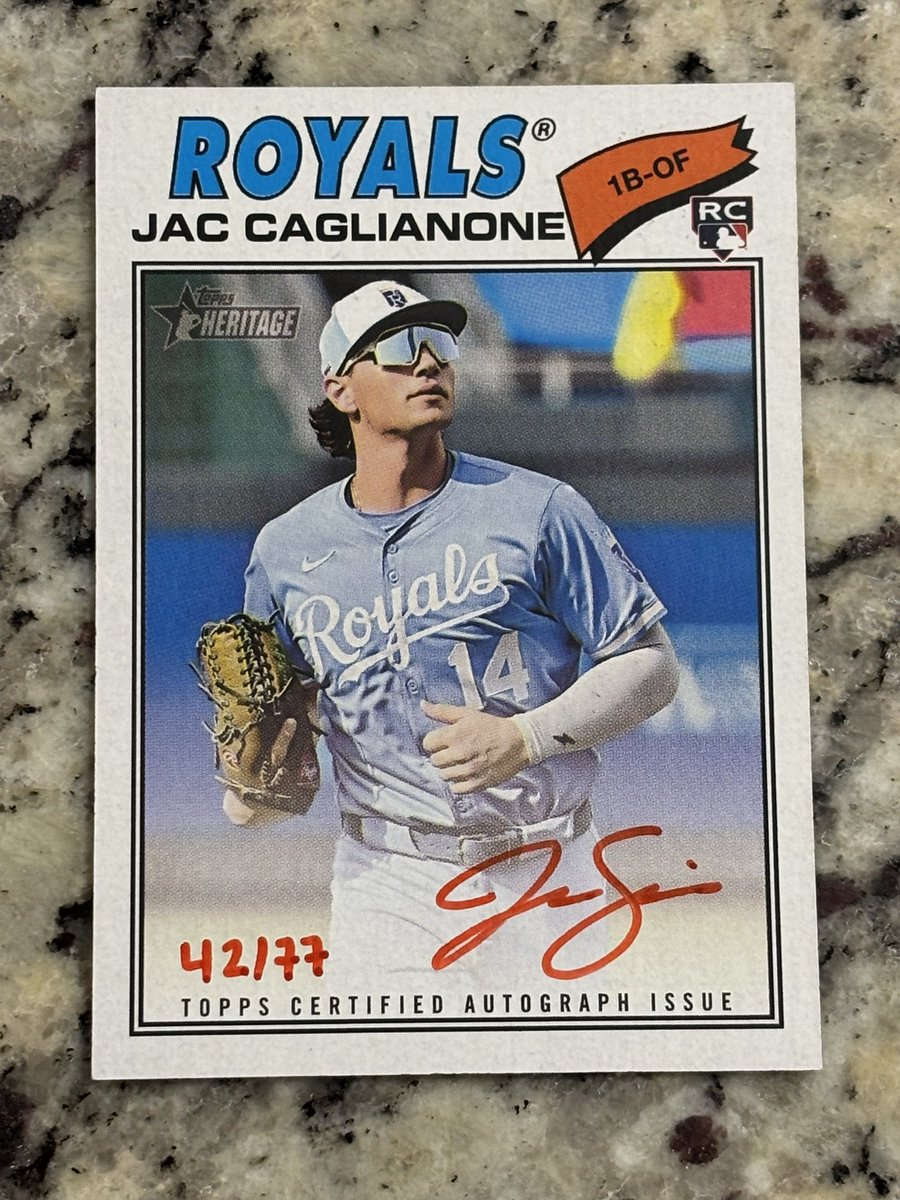 ROYALS®
JAC CAGLIANONE
1B-OF
RC
TOPPS
HERITAGE
Royals
14
42/77
TOPPS CERTIFIED AUTOGRAPH ISSUE